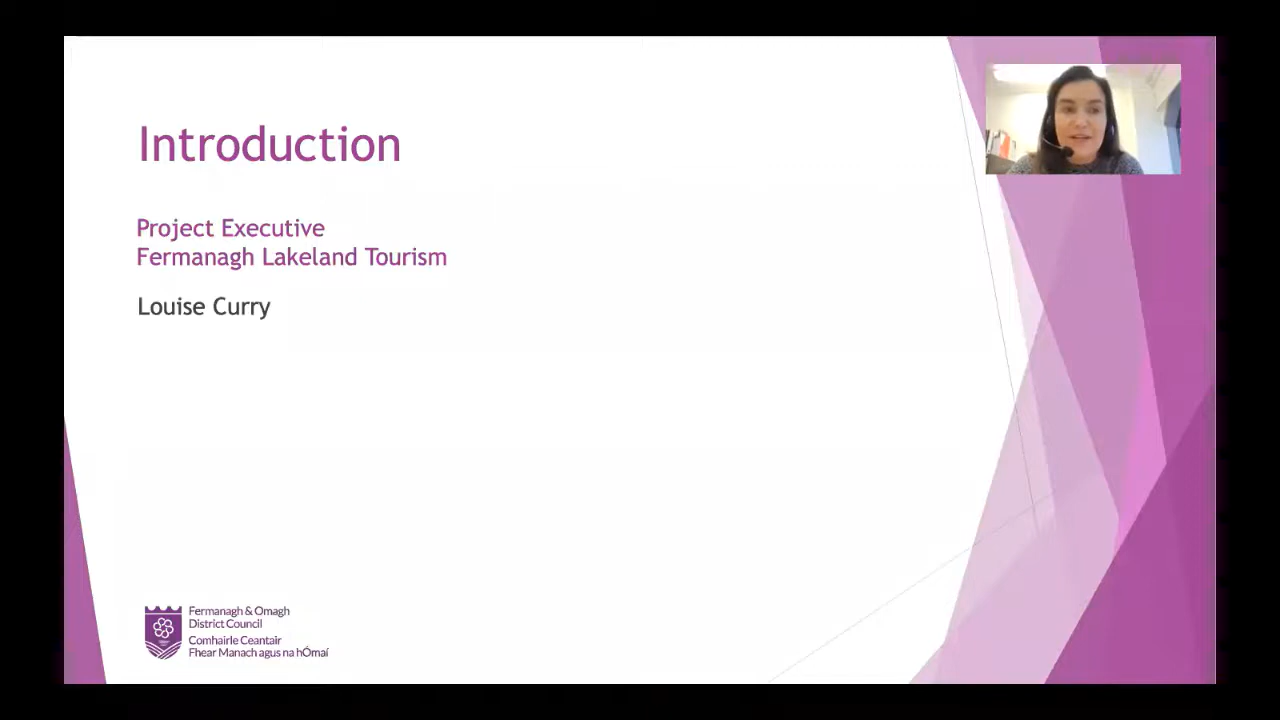 Introduction
Project Executive
Fermanagh Lakeland Tourism
Louise Curry
Fermanagh & Omagh
District Council
Comhairle Ceantair
Fhear Manach agus na hÓmaí